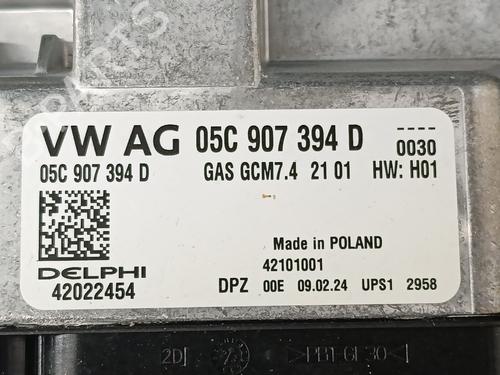 VW AG 05C 907 394 D
----
0030
05C 907 394 D GAS GCM7.4 21 01 HW: H01
Made in POLAND
DELPHI 42101001
42022454 DPZ 00E 09.02.24 UPS1 2958